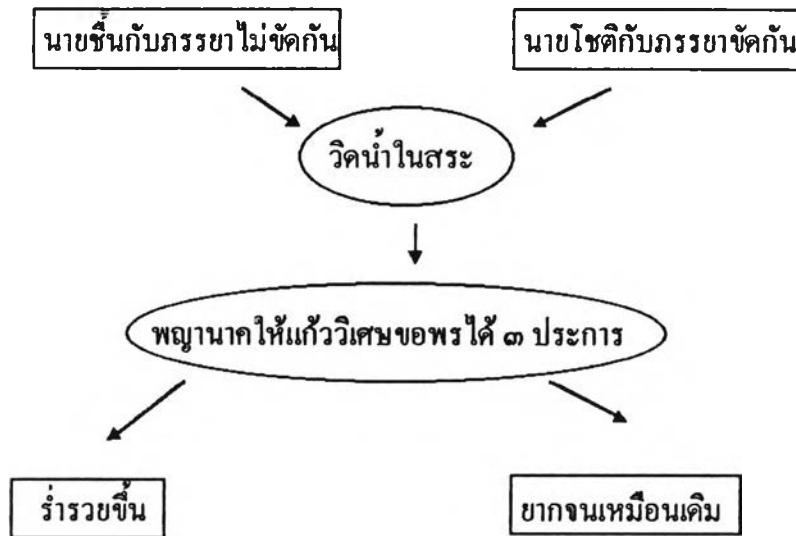 นายชื้นกับภรรยาไม่ขัดกัน
นายโชติกับภรรยาขัดกัน
วิดน้ำในสระ
พญานาคให้แก้ววิเศษขอพรได้ ๓ ประการ
ร่ำรวยขึ้น
ยากจนเหมือนเดิม